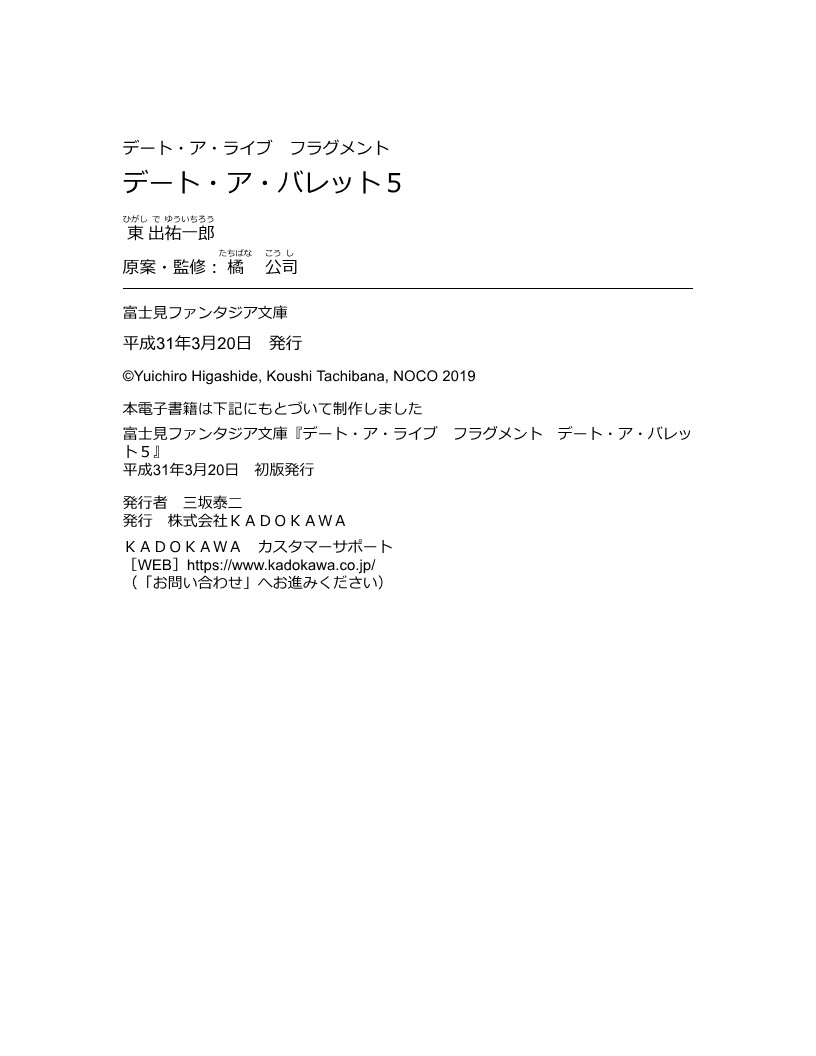 デート・ア・ライブ　フラグメント
デート・ア・バレット５
ひがし で ゆういちろう
東出祐一郎
たちばな　こうし
原案・監修：橘　公司
富士見ファンタジア文庫
平成31年3月20日　発行
©Yuichiro Higashide, Koushi Tachibana, NOCO 2019
本電子書籍は下記にもとづいて制作しました
富士見ファンタジア文庫『デート・ア・ライブ　フラグメント　デート・ア・バレッ
ト５』
平成31年3月20日　初版発行
発行者　三坂泰二
発行　株式会社ＫＡＤＯＫＡＷＡ
ＫＡＤＯＫＡＷＡ　カスタマーサポート
［WEB］https://www.kadokawa.co.jp/
（「お問い合わせ」へお進みください）